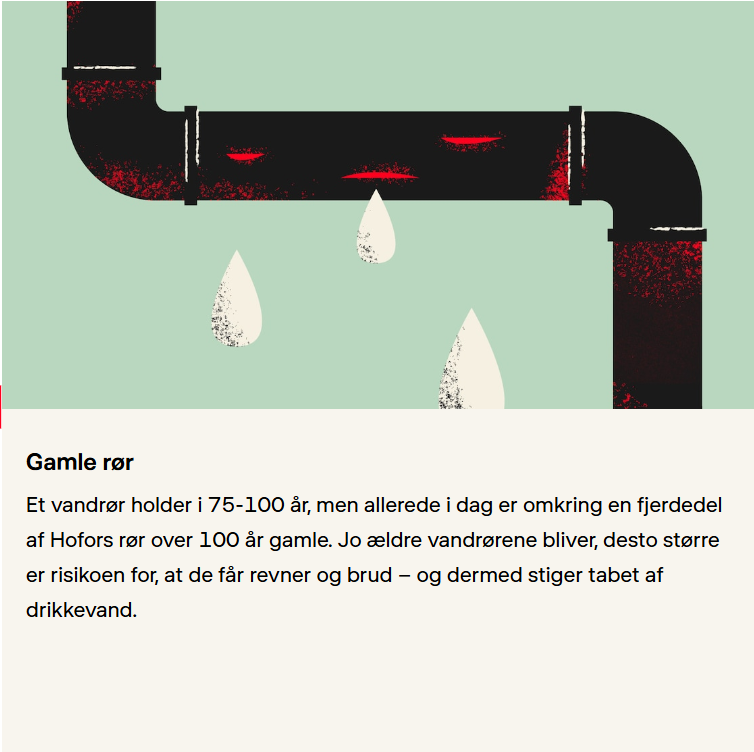 Gamle rør
Et vandrør holder i 75-100 år, men allerede i dag er omkring en fjerdedel
af Hofors rør over 100 år gamle. Jo ældre vandrørene bliver, desto større
er risikoen for, at de får revner og brud – og dermed stiger tabet af
drikkevand.